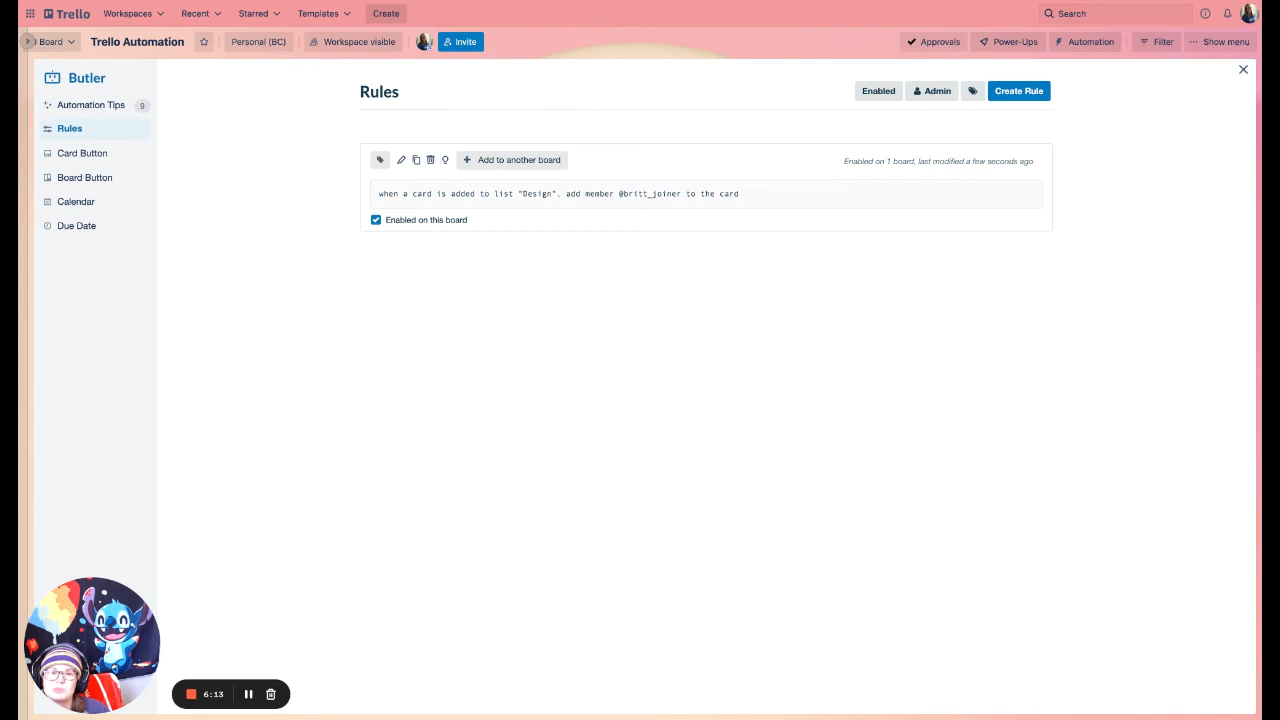 Trello
Workspaces
Recent
Starred
Templates
Create
Search
Board
Trello Automation
Personal (BC)
Workspace visible
Invite
Approvals
Power-Ups
Automation
Filter
Show menu
Butler
Automation Tips
9
Rules
Card Button
Board Button
Calendar
Due Date
Rules
Enabled
Admin
Create Rule
Add to another board
Enabled on 1 board, last modified a few seconds ago
when a card is added to list "Design", add member @britt_joiner to the card
Enabled on this board
6:13